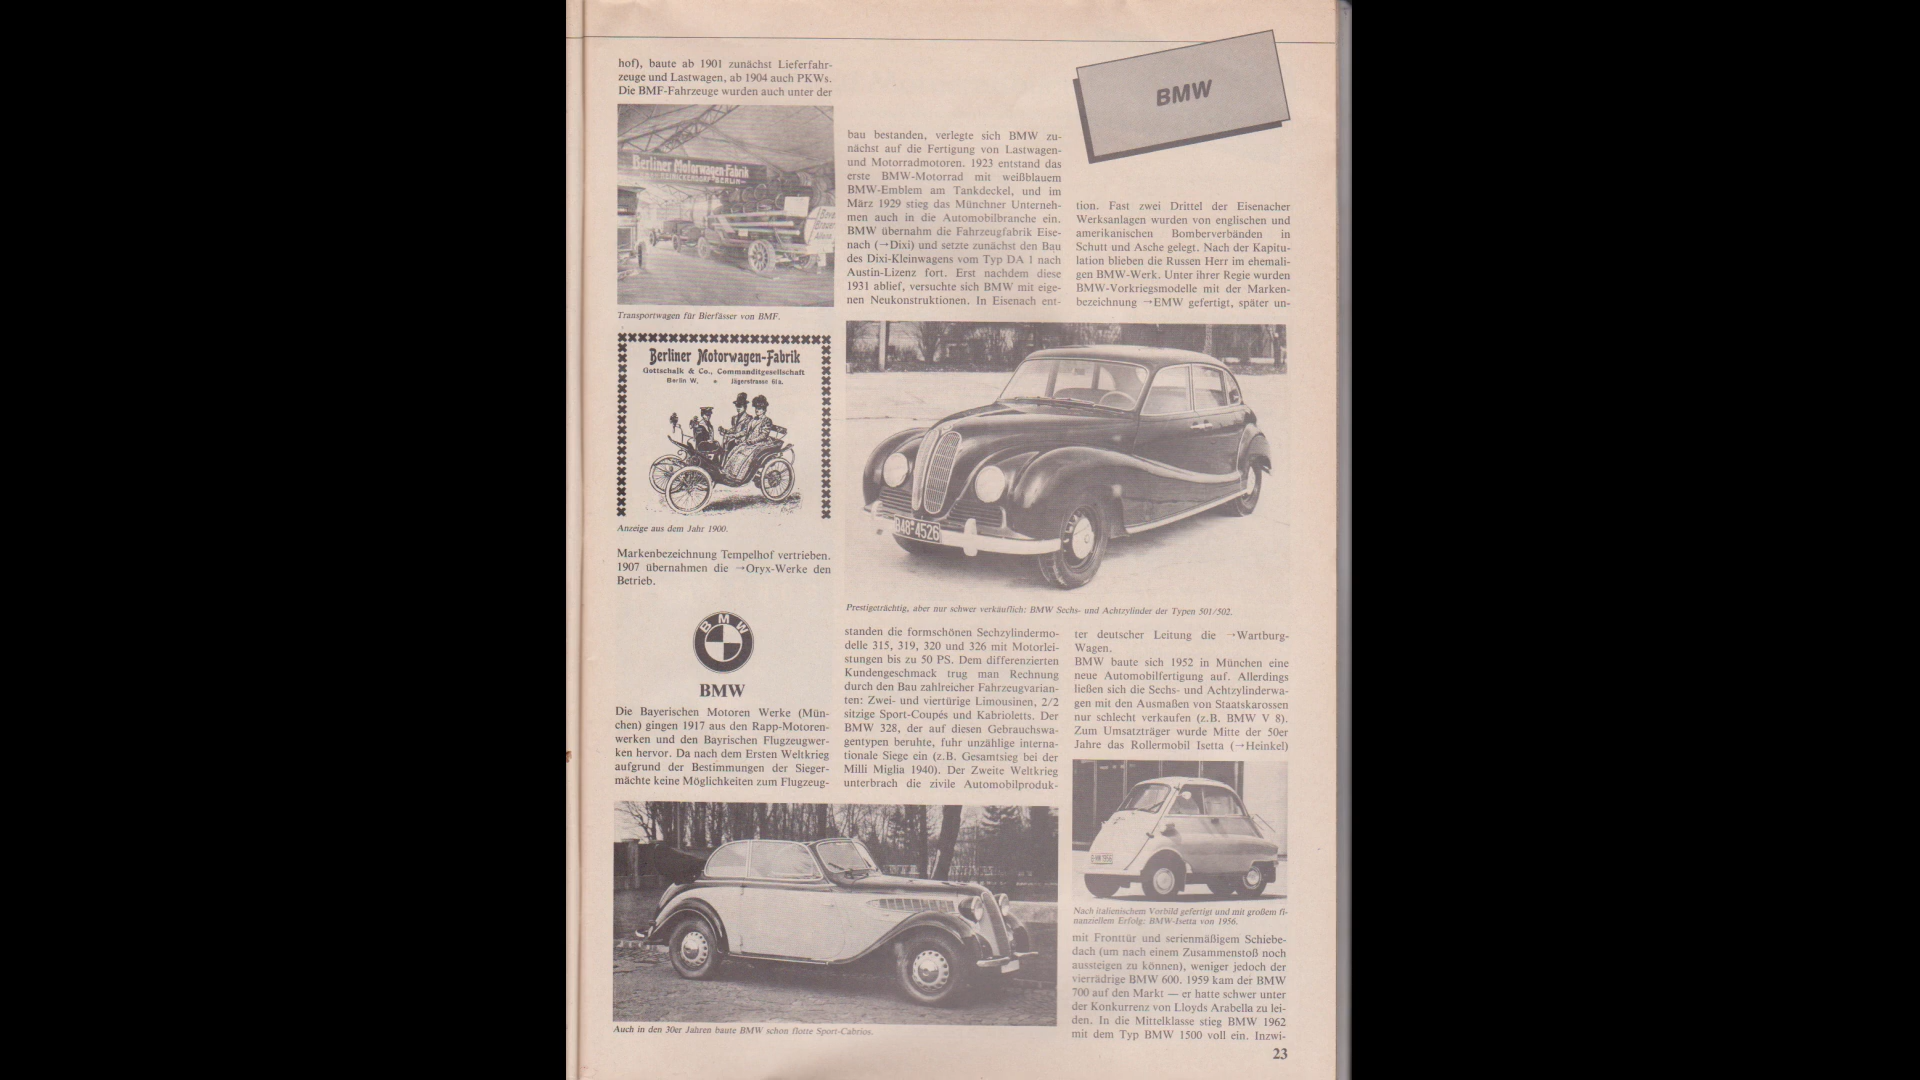 BMW
hof), baute ab 1901 zunächst Lieferfahr-
zeuge und Lastwagen, ab 1904 auch PKWs.
Die BMF-Fahrzeuge wurden auch unter der
Berliner Motorwagen-Fabrik
BERLIN
Transportwagen für Bierfässer von BMF.
Berliner Motorwagen-Fabrik
Gottschalk & Co., Commanditgesellschaft
Berlin W. Jägerstrasse 61a.
Anzeige aus dem Jahr 1900.
Markenbezeichnung Tempelhof vertrieben.
1907 übernahmen die →Oryx-Werke den
Betrieb.
BMW
BMW
Die Bayerischen Motoren Werke (Mün-
chen) gingen 1917 aus den Rapp-Motoren-
werken und den Bayrischen Flugzeugwer-
ken hervor. Da nach dem Ersten Weltkrieg
aufgrund der Bestimmungen der Sieger-
mächte keine Möglichkeiten zum Flugzeug-
bau bestanden, verlegte sich BMW zu-
nächst auf die Fertigung von Lastwagen-
und Motorradmotoren. 1923 entstand das
erste BMW-Motorrad mit weißblauem
BMW-Emblem am Tankdeckel, und im
März 1929 stieg das Münchner Unterneh-
men auch in die Automobilbranche ein.
BMW übernahm die Fahrzeugfabrik Eise-
nach (→Dixi) und setzte zunächst den Bau
des Dixi-Kleinwagens vom Typ DA 1 nach
Austin-Lizenz fort. Erst nachdem diese
1931 ablief, versuchte sich BMW mit eige-
nen Neukonstruktionen. In Eisenach ent-
standen die formschönen Sechzylindermo-
delle 315, 319, 320 und 326 mit Motorlei-
stungen bis zu 50 PS. Dem differenzierten
Kundengeschmack trug man Rechnung
durch den Bau zahlreicher Fahrzeugvarian-
ten: Zwei- und viertürige Limousinen, 2/2
sitzige Sport-Coupés und Kabrioletts. Der
BMW 328, der auf diesen Gebrauchswa-
gentypen beruhte, fuhr unzählige interna-
tionale Siege ein (z.B. Gesamtsieg bei der
Milli Miglia 1940). Der Zweite Weltkrieg
unterbrach die zivile Automobilproduk-
tion. Fast zwei Drittel der Eisenacher
Werksanlagen wurden von englischen und
amerikanischen Bomberverbänden in
Schutt und Asche gelegt. Nach der Kapitu-
lation blieben die Russen Herr im ehemali-
gen BMW-Werk. Unter ihrer Regie wurden
BMW-Vorkriegsmodelle mit der Marken-
bezeichnung →EMW gefertigt, später un-
B48-4526
Prestigeträchtig, aber nur schwer verkäuflich: BMW Sechs- und Achtzylinder der Typen 501/502.
ter deutscher Leitung die →Wartburg-
Wagen.
BMW baute sich 1952 in München eine
neue Automobilfertigung auf. Allerdings
ließen sich die Sechs- und Achtzylinderwa-
gen mit den Ausmaßen von Staatskarossen
nur schlecht verkaufen (z.B. BMW V 8).
Zum Umsatzträger wurde Mitte der 50er
Jahre das Rollermobil Isetta (→Heinkel)
Nach italienischem Vorbild gefertigt und mit großem fi-
nanziellem Erfolg: BMW-Isetta von 1956.
mit Fronttür und serienmäßigem Schiebe-
dach (um nach einem Zusammenstoß noch
aussteigen zu können), weniger jedoch der
vierrädrige BMW 600. 1959 kam der BMW
700 auf den Markt — er hatte schwer unter
der Konkurrenz von Lloyds Arabella zu lei-
den. In die Mittelklasse stieg BMW 1962
mit dem Typ BMW 1500 voll ein. Inzwi-
Auch in den 30er Jahren baute BMW schon flotte Sport-Cabrios.
23